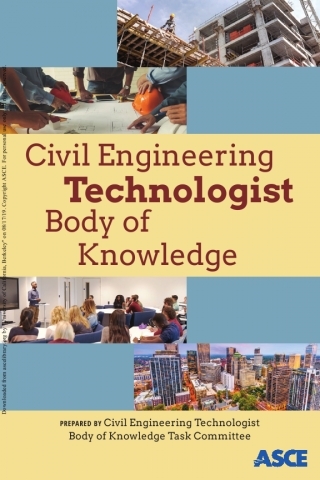 Civil Engineering
Technologist
Body of
Knowledge
PREPARED BY Civil Engineering Technologist
Body of Knowledge Task Committee
ASCE